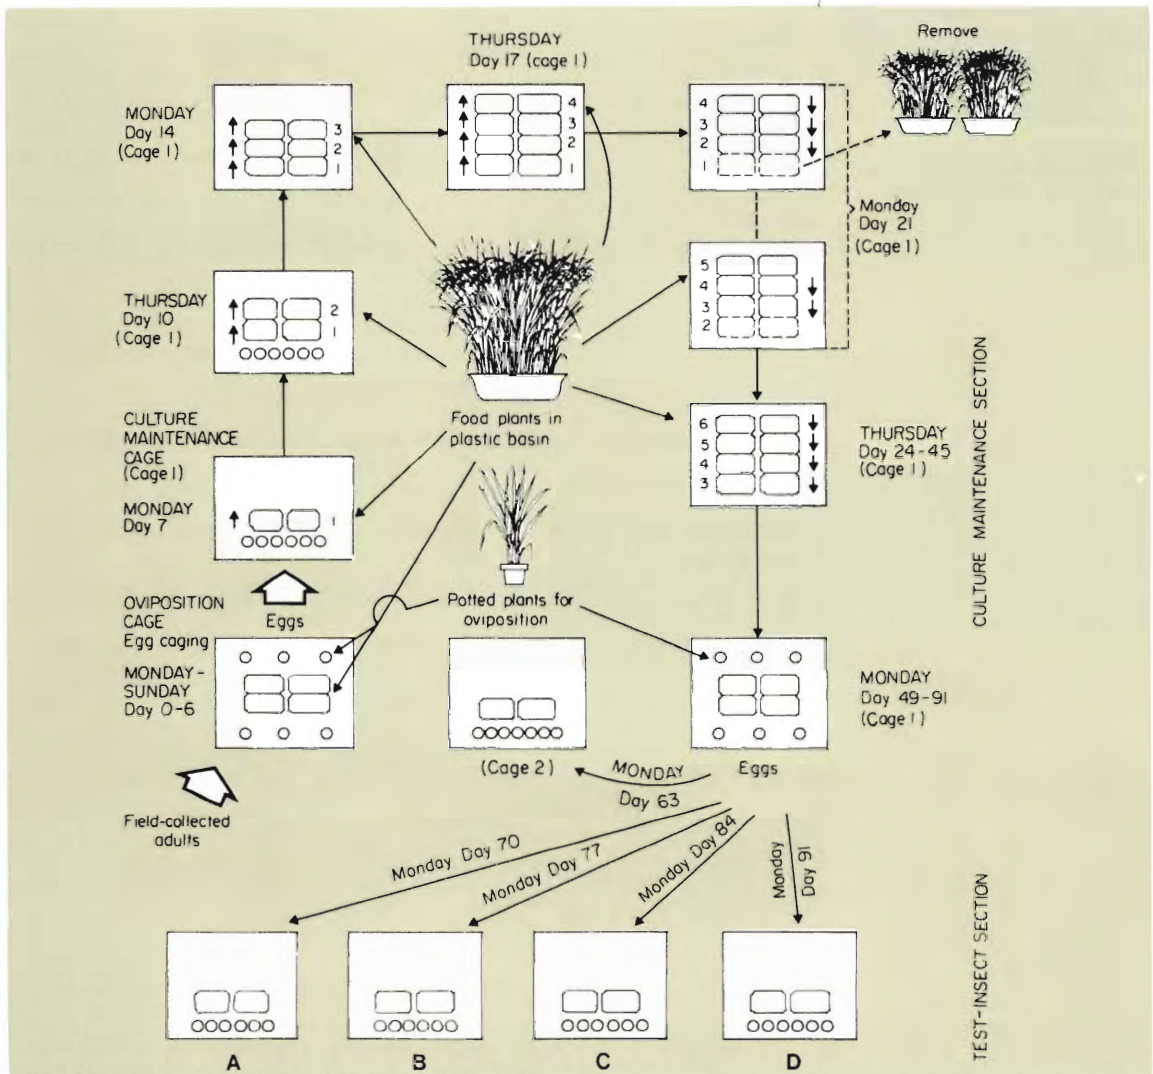 Remove
THURSDAY
Day 17 (cage 1)
MONDAY
Day 14
(Cage 1)
3
2
1
4
3
2
1
4
3
2
1
Monday
Day 21
(Cage 1)
THURSDAY
Day 10
(Cage 1)
2
1
5
4
3
2
Food plants in
plastic basin
CULTURE
MAINTENANCE
CAGE
(Cage 1)
MONDAY
Day 7
1
6
5
4
3
THURSDAY
Day 24-45
(Cage 1)
CULTURE MAINTENANCE SECTION
Eggs
Potted plants for
oviposition
OVIPOSITION
CAGE
Egg caging
MONDAY-
SUNDAY
Day 0-6
MONDAY
Day 49-91
(Cage 1)
(Cage 2)
Eggs
MONDAY
Day 63
Field-collected
adults
Monday Day 70
Monday Day 77
Monday Day 84
Monday
Day 91
TEST-INSECT SECTION
A
B
C
D